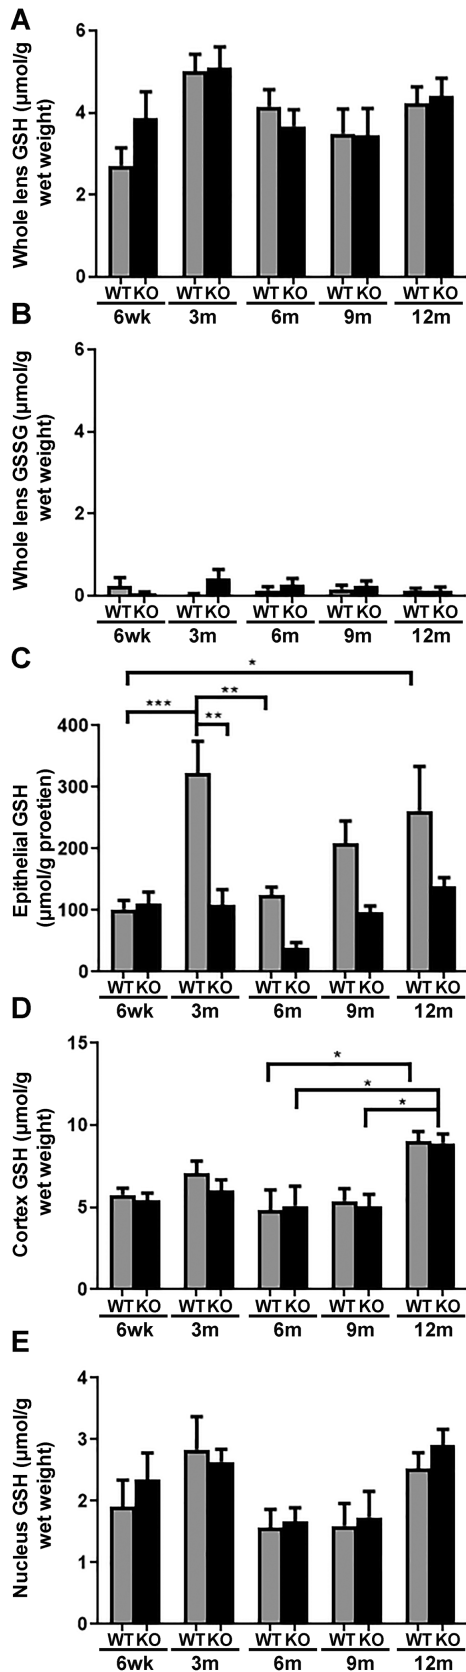 A
Whole lens GSH (μmol/g
wet weight)
6
4
2
0
WT KO WT KO WT KO WT KO WT KO
6wk 3m 6m 9m 12m
B
Whole lens GSSG (μmol/g
wet weight)
6
4
2
0
WT KO WT KO WT KO WT KO WT KO
6wk 3m 6m 9m 12m
C
Epithelial GSH
(μmol/g proetien)
*
*** ** **
400
300
200
100
0
WT KO WT KO WT KO WT KO WT KO
6wk 3m 6m 9m 12m
D
Cortex GSH (μmol/g
wet weight)
15
10
5
0
*
*
*
WT KO WT KO WT KO WT KO WT KO
6wk 3m 6m 9m 12m
E
Nucleus GSH (μmol/g
wet weight)
4
3
2
1
0
WT KO WT KO WT KO WT KO WT KO
6wk 3m 6m 9m 12m